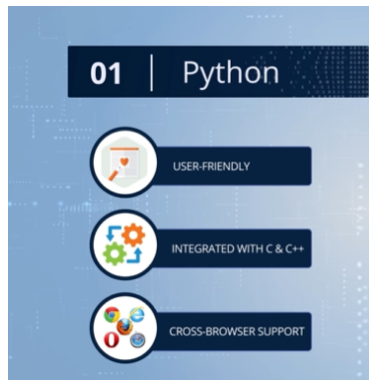 01 | Python
USER-FRIENDLY
INTEGRATED WITH C & C++
CROSS-BROWSER SUPPORT